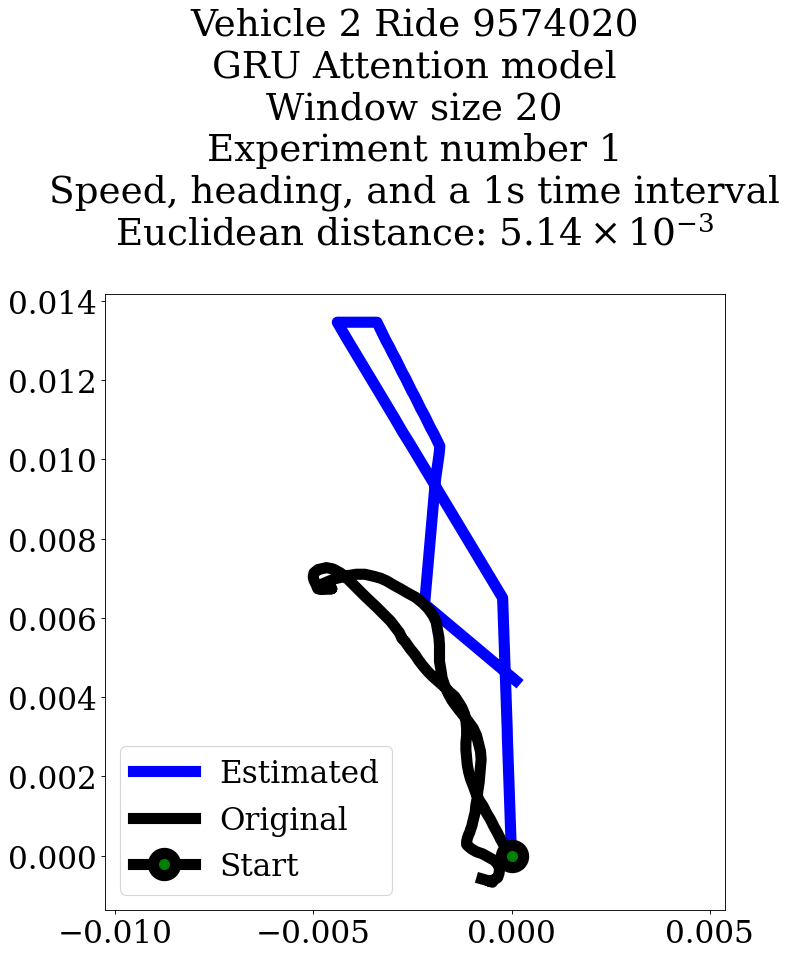 Vehicle 2 Ride 9574020
GRU Attention model
Window size 20
Experiment number 1
Speed, heading, and a 1s time interval
Euclidean distance: 5.14 × 10⁻³
0.014
0.012
0.010
0.008
0.006
0.004
0.002
0.000
Estimated
Original
Start
−0.010
−0.005
0.000
0.005